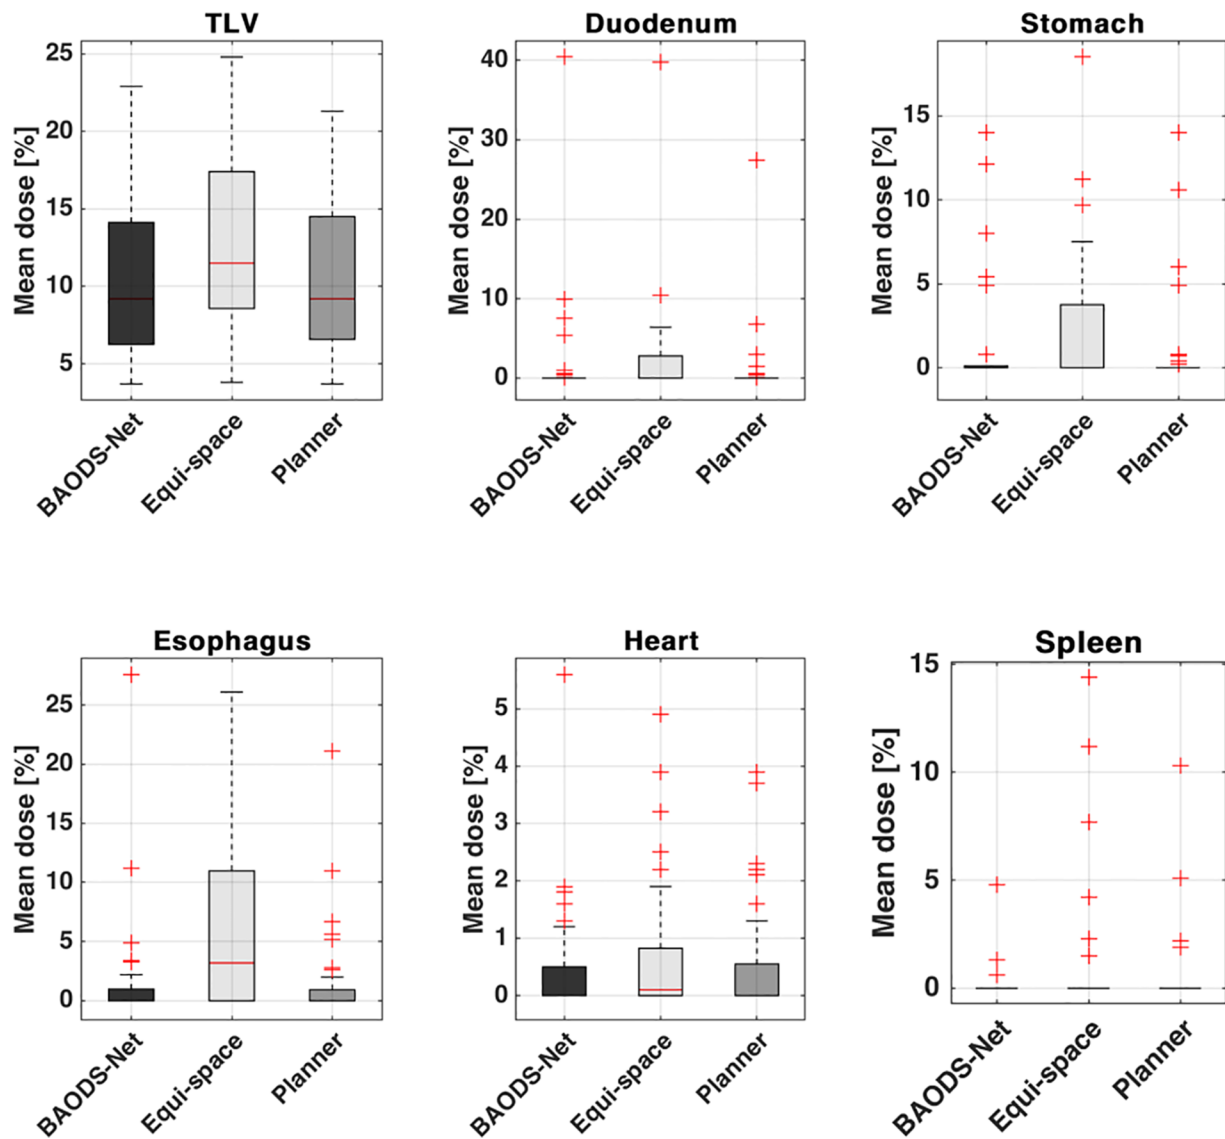 TLV
Mean dose [%]
25
20
15
10
5
BAODS-Net
Equi-space
Planner
Duodenum
Mean dose [%]
40
30
20
10
0
BAODS-Net
Equi-space
Planner
Stomach
Mean dose [%]
15
10
5
0
BAODS-Net
Equi-space
Planner
Esophagus
Mean dose [%]
25
20
15
10
5
0
BAODS-Net
Equi-space
Planner
Heart
Mean dose [%]
5
4
3
2
1
0
BAODS-Net
Equi-space
Planner
Spleen
Mean dose [%]
15
10
5
0
BAODS-Net
Equi-space
Planner